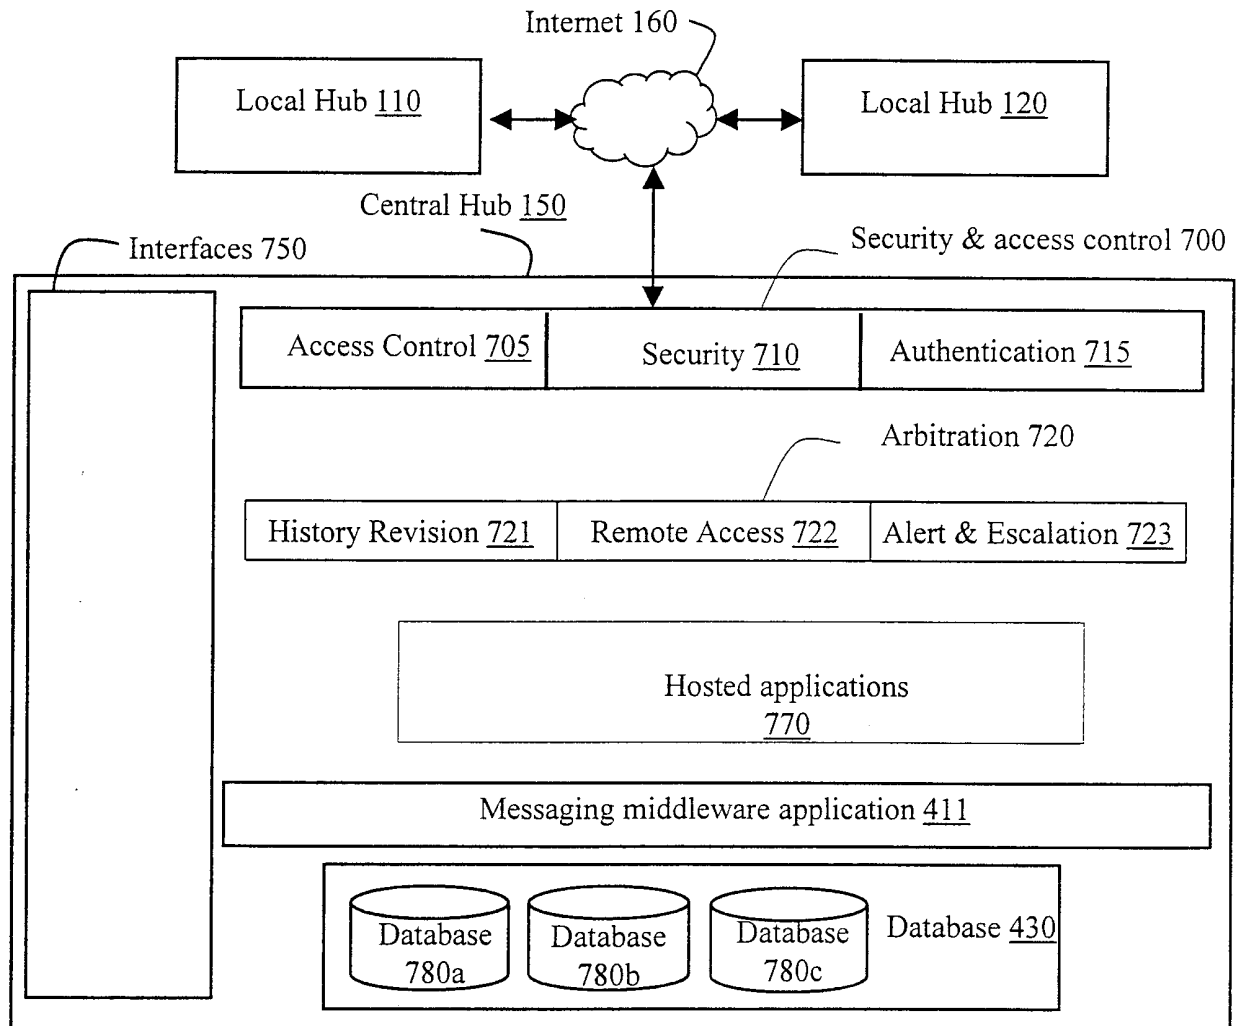 Internet 160
Local Hub 110
Local Hub 120
Central Hub 150
Interfaces 750
Security & access control 700
Access Control 705
Security 710
Authentication 715
Arbitration 720
History Revision 721
Remote Access 722
Alert & Escalation 723
Hosted applications
770
Messaging middleware application 411
Database
780a
Database
780b
Database
780c
Database 430